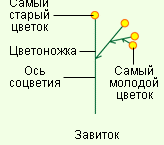 Самый
старый
цветок
Цветоножка
Ось
соцветия
Самый
молодой
цветок
Завиток